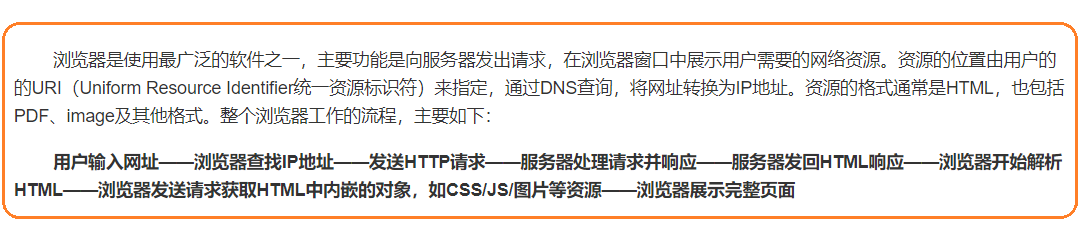 浏览器是使用最广泛的软件之一，主要功能是向服务器发出请求，在浏览器窗口中展示用户需要的网络资源。资源的位置由用户的
的URI（Uniform Resource Identifier统一资源标识符）来指定，通过DNS查询，将网址转换为IP地址。资源的格式通常是HTML，也包括
PDF、image及其他格式。整个浏览器工作的流程，主要如下：
用户输入网址——浏览器查找IP地址——发送HTTP请求——服务器处理请求并响应——服务器发回HTML响应——浏览器开始解析
HTML——浏览器发送请求获取HTML中内嵌的对象，如CSS/JS/图片等资源——浏览器展示完整页面